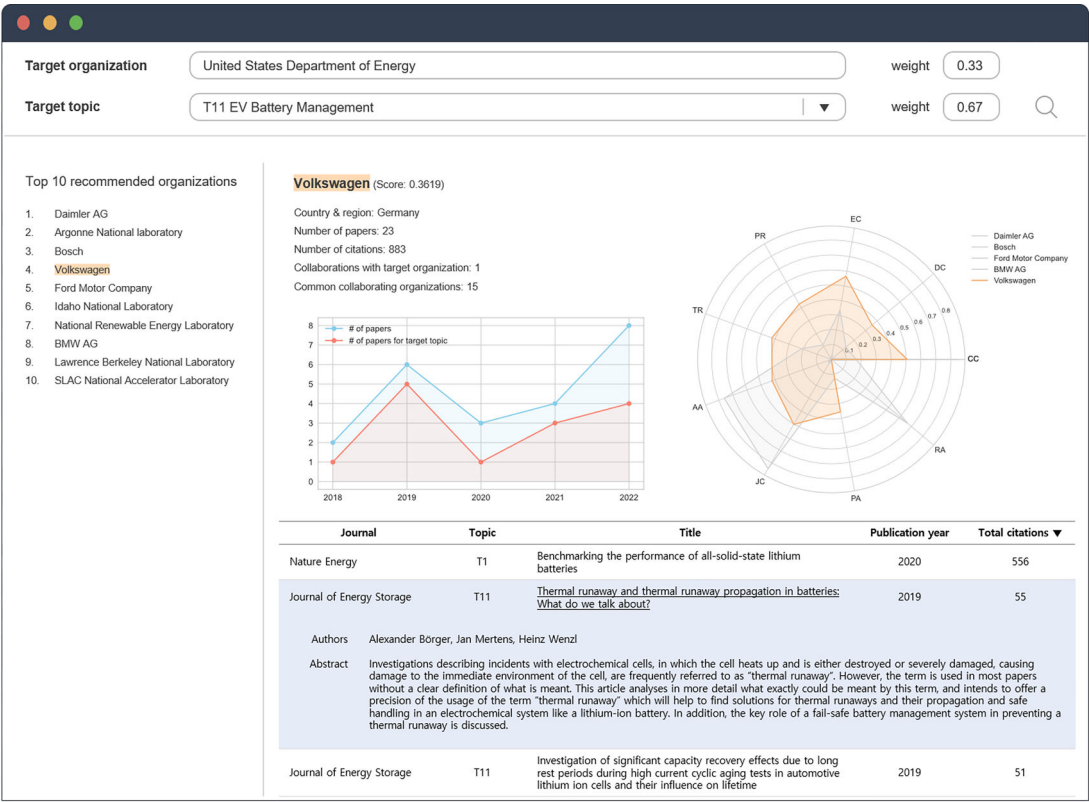 Target organization
United States Department of Energy
weight
0.33
Target topic
T11 EV Battery Management
weight
0.67
Top 10 recommended organizations
1. Daimler AG
2. Argonne National laboratory
3. Bosch
4. Volkswagen
5. Ford Motor Company
6. Idaho National Laboratory
7. National Renewable Energy Laboratory
8. BMW AG
9. Lawrence Berkeley National Laboratory
10. SLAC National Accelerator Laboratory
Volkswagen (Score: 0.3619)
Country & region: Germany
Number of papers: 23
Number of citations: 883
Collaborations with target organization: 1
Common collaborating organizations: 15
# of papers
# of papers for target topic
8
7
6
5
4
3
2
1
0
2018 2019 2020 2021 2022
EC
PR
DC
TR
CC
AA
RA
JC
PA
0.1 0.2 0.3 0.4 0.5 0.6 0.7 0.8
Daimler AG
Bosch
Ford Motor Company
BMW AG
Volkswagen
Journal Topic Title Publication year Total citations ▼
Nature Energy T1 Benchmarking the performance of all-solid-state lithium
batteries 2020 556
Journal of Energy Storage T11 Thermal runaway and thermal runaway propagation in batteries:
What do we talk about? 2019 55
Authors Alexander Börger, Jan Mertens, Heinz Wenzl
Abstract Investigations describing incidents with electrochemical cells, in which the cell heats up and is either destroyed or severely damaged, causing
damage to the immediate environment of the cell, are frequently referred to as “thermal runaway”. However, the term is used in most papers
without a clear definition of what is meant. This article analyses in more detail what exactly could be meant by this term, and intends to offer a
precision of the usage of the term “thermal runaway” which will help to find solutions for thermal runaways and their propagation and safe
handling in an electrochemical system like a lithium-ion battery. In addition, the key role of a fail-safe battery management system in preventing a
thermal runaway is discussed.
Journal of Energy Storage T11 Investigation of significant capacity recovery effects due to long
rest periods during high current cyclic aging tests in automotive
lithium ion cells and their influence on lifetime 2019 51